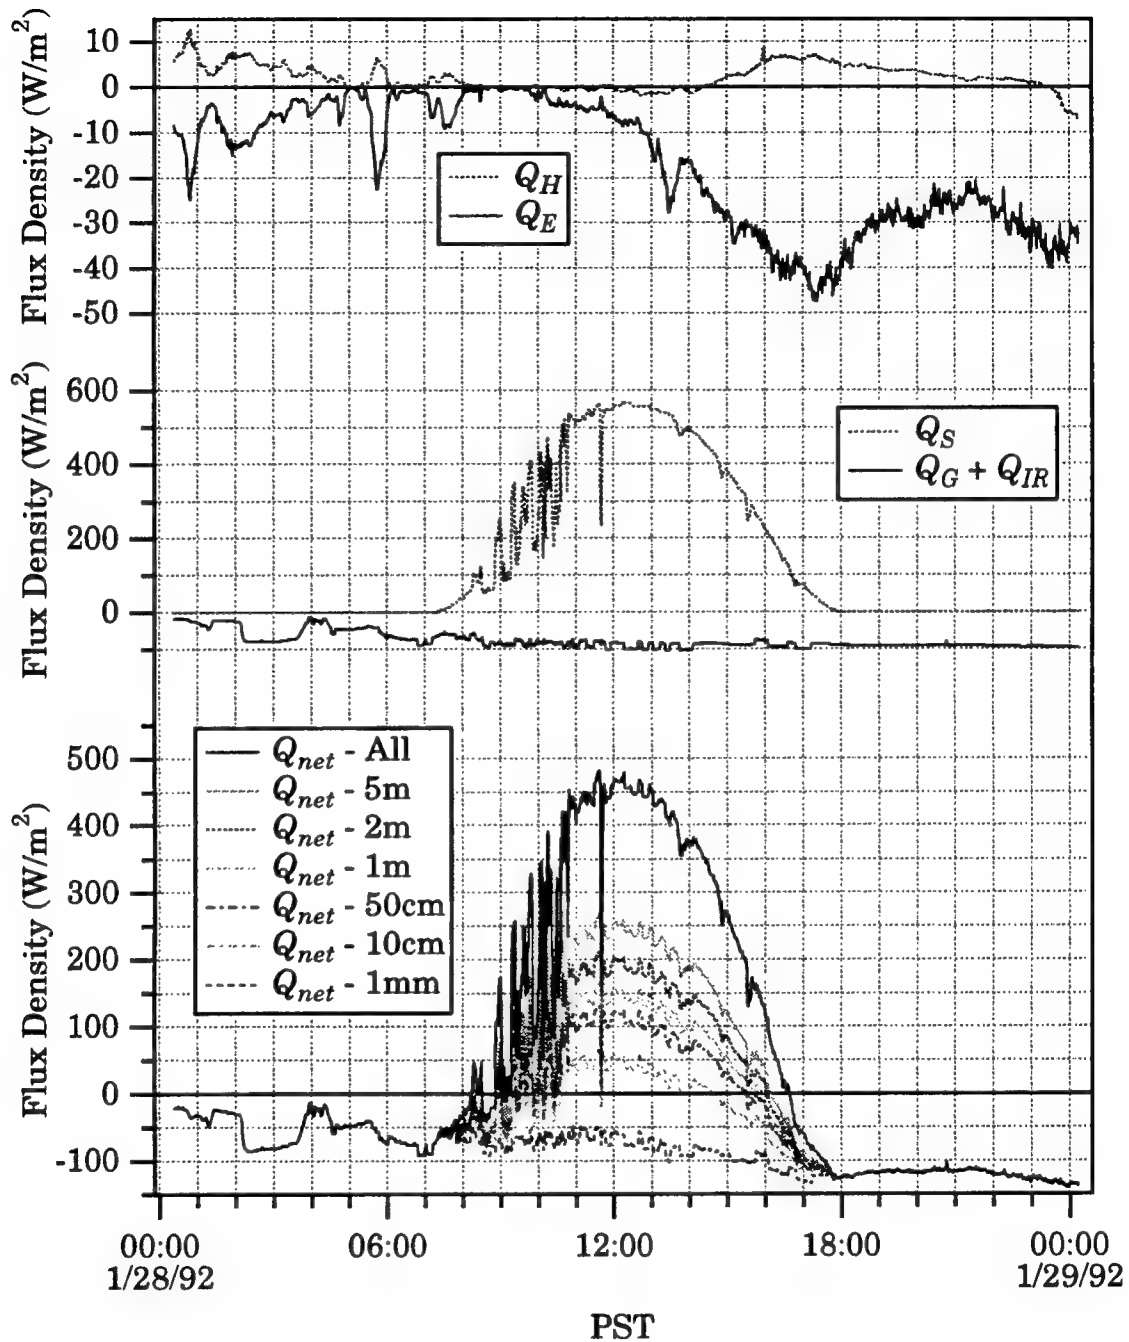 Flux Density (W/m²)
10
0
-10
-20
-30
-40
-50
Q_H
Q_E
Flux Density (W/m²)
600
400
200
0
Q_S
Q_G + Q_IR
Flux Density (W/m²)
500
400
300
200
100
0
-100
Q_net - All
Q_net - 5m
Q_net - 2m
Q_net - 1m
Q_net - 50cm
Q_net - 10cm
Q_net - 1mm
00:00 06:00 12:00 18:00 00:00
1/28/92 1/29/92
PST